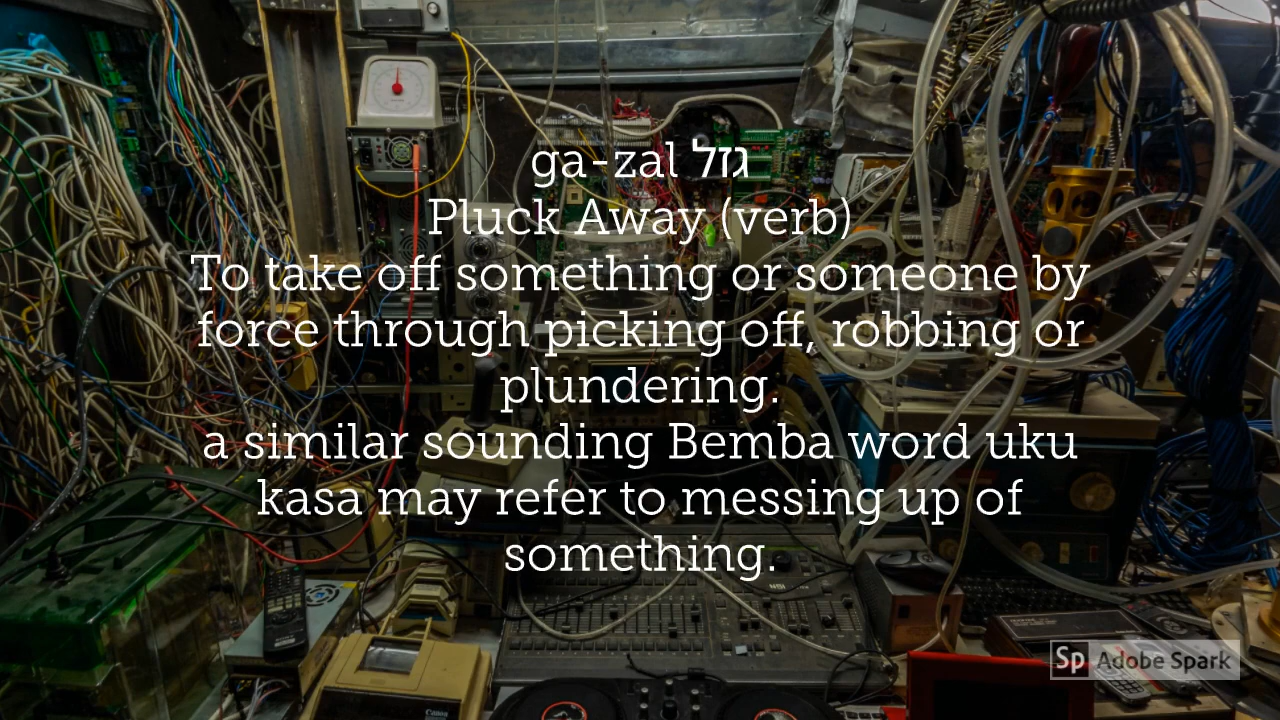 ga-zal גזל
Pluck Away (verb)
To take off something or someone by
force through picking off, robbing or
plundering.
a similar sounding Bemba word uku
kasa may refer to messing up of
something.
Canon
Sp Adobe Spark